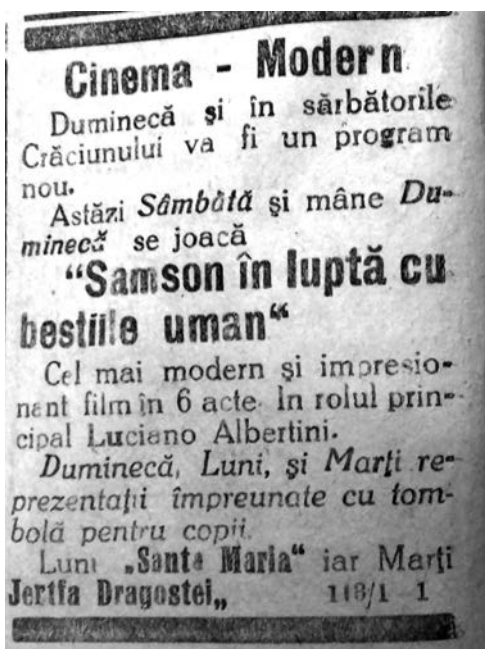 Cinema - Modern
Duminecă și în sărbătorile
Crăciunului va fi un program
nou.
Astăzi Sâmbătă și mâne Du-
minecă se joacă
“Samson în luptă cu
bestiile uman“
Cel mai modern și impresio-
nant film în 6 acte. In rolul prin-
cipal Luciano Albertini.
Duminecă, Luni, și Marți re-
prezentații împreunate cu tom-
bolă pentru copii.
Luni „Santa Maria“ iar Marți
Jertfa Dragostei„ 118/1 1